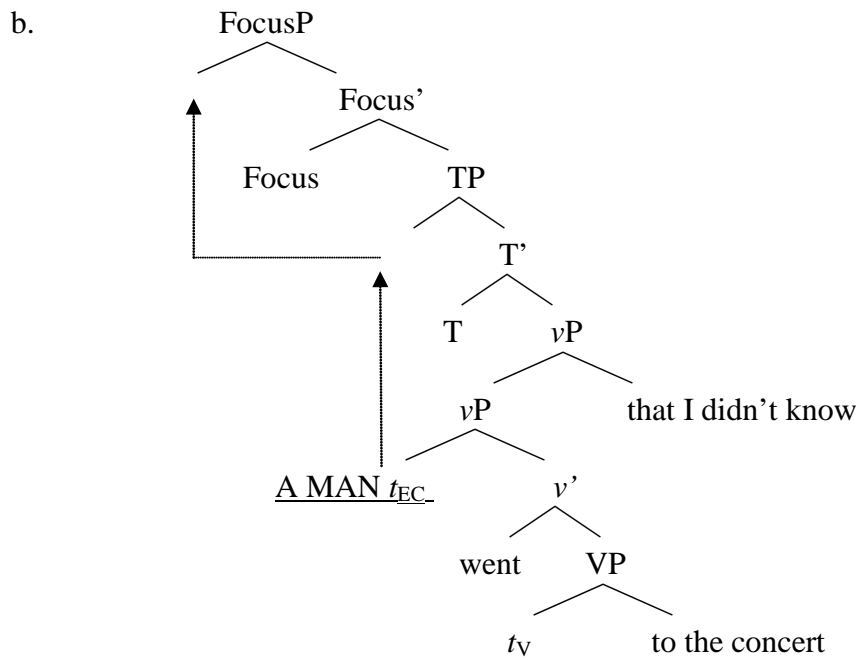 b. FocusP
Focus’
Focus TP
T’
T vP
vP that I didn’t know
A MAN tEC v’
went VP
tV to the concert